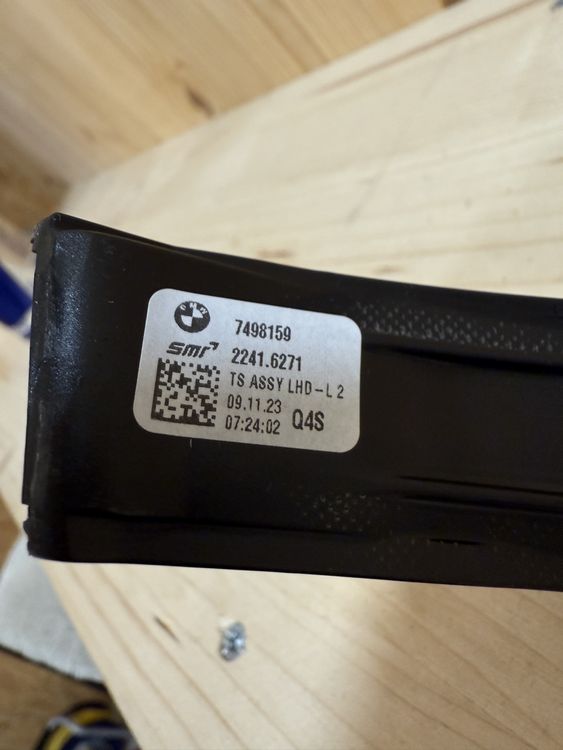 BMW
7498159
smr
2241.6271
TS ASSY LHD-L 2
09.11.23
07:24:02 Q4S